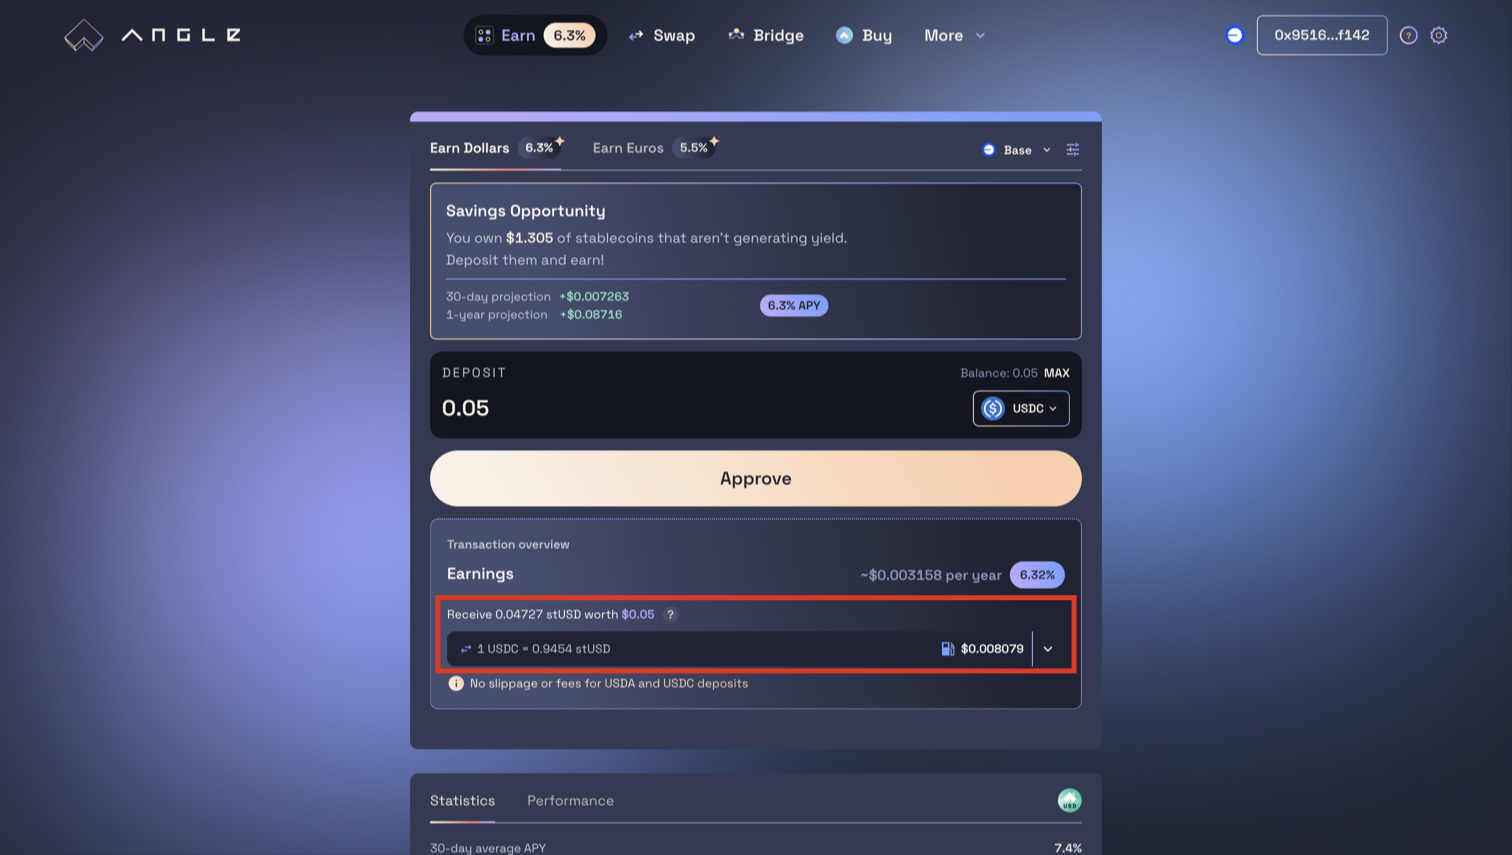 ANGLE Earn 6.3% Swap Bridge Buy More 0x9516...f142 ?
Earn Dollars 6.3% Earn Euros 5.5% Base
Savings Opportunity
You own $1.305 of stablecoins that aren't generating yield.
Deposit them and earn!
30-day projection +$0.007263
6.3% APY
1-year projection +$0.08716
DEPOSIT Balance: 0.05 MAX
0.05 USDC
Approve
Transaction overview
Earnings ~$0.003158 per year 6.32%
Receive 0.04727 stUSD worth $0.05 ?
1 USDC = 0.9454 stUSD $0.008079
No slippage or fees for USDA and USDC deposits
Statistics Performance USD
30-day average APY 7.4%